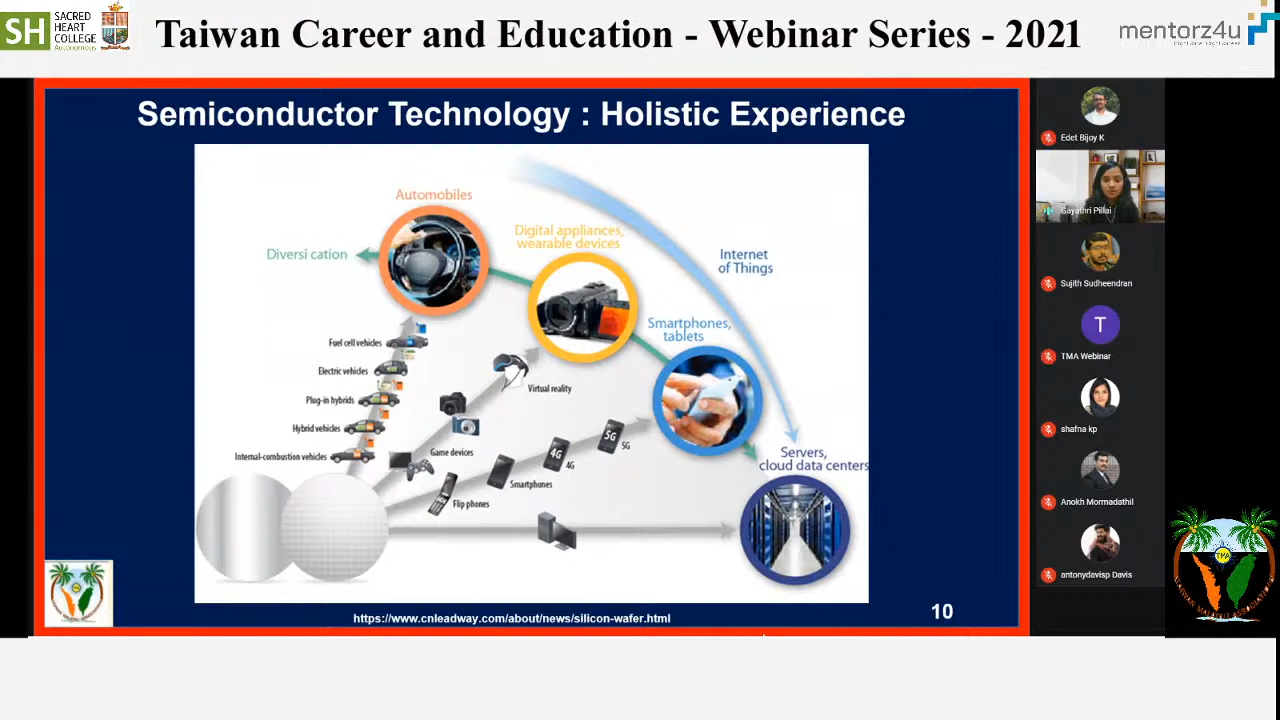 SH
SACRED
HEART
COLLEGE
Autonomous
Taiwan Career and Education - Webinar Series - 2021
mentorz4u
Semiconductor Technology : Holistic Experience
Automobiles
Diversi cation
Digital appliances,
wearable devices
Internet
of Things
Smartphones,
tablets
Fuel cell vehicles
Electric vehicles
Plug-in hybrids
Hybrid vehicles
Internal-combustion vehicles
Virtual reality
Game devices
5G
5G
4G
4G
Smartphones
Flip phones
Servers,
cloud data centers
https://www.cnleadway.com/about/news/silicon-wafer.html
10
Edet Bijoy K
Gayathri Pillai
Sujith Sudheendran
T
TMA Webinar
shafna kp
Anokh Mormadathil
antonydavisp Davis
TMA